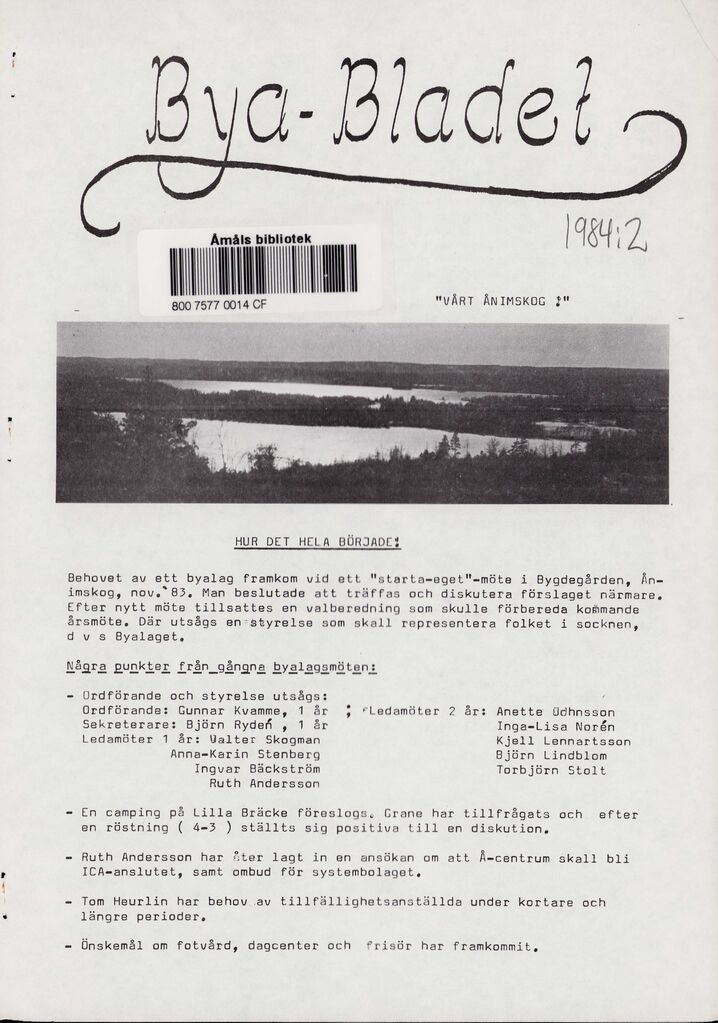 Bya-Bladet
1984:2
Åmåls bibliotek
800 7577 0014 CF
"VÅRT ÅNIMSKOG !"
HUR DET HELA BÖRJADE!
Behovet av ett byalag framkom vid ett "starta-eget"-möte i Bygdegården, Ån-
imskog, nov.`83. Man beslutade att träffas och diskutera förslaget närmare.
Efter nytt möte tillsattes en valberedning som skulle förbereda kommande
årsmöte. Där utsågs en styrelse som skall representera folket i socknen,
d v s Byalaget.
Några punkter från gångna byalagsmöten:
- Ordförande och styrelse utsågs:
Ordförande: Gunnar Kvamme, 1 år ; Ledamöter 2 år: Anette
Sekreterare: Björn Rydén , 1 år Inga-Lisa Norén
Ledamöter 1 år: Walter Skogman Kjell Lennartsson
Anna-Karin Stenberg Björn Lindblom
Ingvar Bäckström Torbjörn Stolt
Ruth Andersson
- En camping på Lilla Bräcke föreslogs. Grane har tillfrågats och efter
en röstning ( 4-3 ) ställts sig positiva till en diskution.
- Ruth Andersson har åter lagt in en ansökan om att Å-centrum skall bli
ICA-anslutet, samt ombud för systembolaget.
- Tom Heurlin har behov av tillfällighetsanställda under kortare och
längre perioder.
- Önskemål om fotvård, dagcenter och frisör har framkommit.